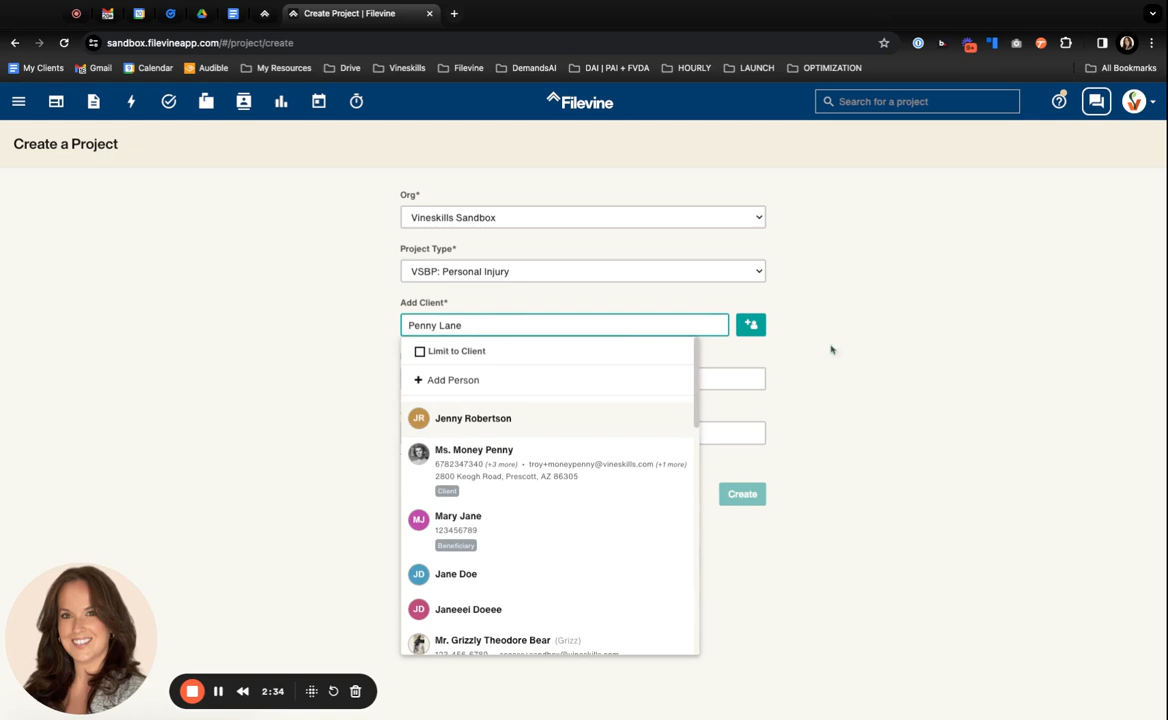 Create Project | Filevine
sandbox.filevineapp.com/#/project/create
9+
My Clients Gmail Calendar Audible My Resources Drive Vineskills Filevine DemandsAI DAI | PAI + FVDA HOURLY LAUNCH OPTIMIZATION All Bookmarks
Filevine
Search for a project
Create a Project
Org*
Vineskills Sandbox
Project Type*
VSBP: Personal Injury
Add Client*
Penny Lane
Limit to Client
+ Add Person
JR Jenny Robertson
Ms. Money Penny
6782347340 (+3 more) • troy+moneypenny@vineskills.com (+1 more)
2800 Keogh Road, Prescott, AZ 86305
Client
Create
MJ Mary Jane
123456789
Beneficiary
JD Jane Doe
JD Janeeei Doeee
Mr. Grizzly Theodore Bear (Grizz)
2:34